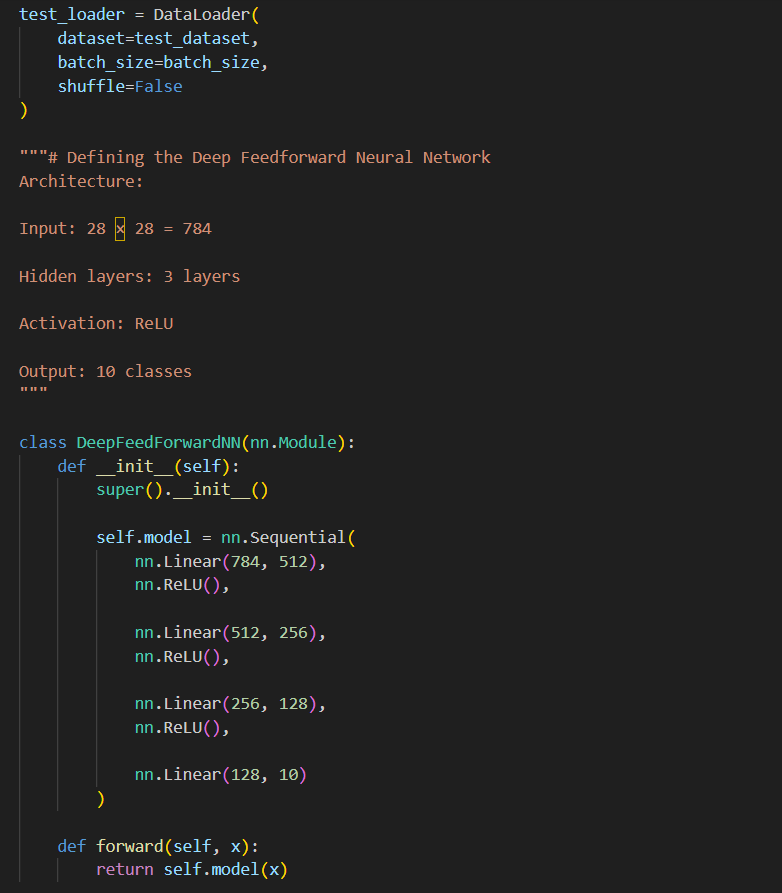 test_loader = DataLoader(
    dataset=test_dataset,
    batch_size=batch_size,
    shuffle=False
)
"""# Defining the Deep Feedforward Neural Network
Architecture:
Input: 28 x 28 = 784
Hidden layers: 3 layers
Activation: ReLU
Output: 10 classes
"""
class DeepFeedForwardNN(nn.Module):
    def __init__(self):
        super().__init__()
        self.model = nn.Sequential(
            nn.Linear(784, 512),
            nn.ReLU(),
            nn.Linear(512, 256),
            nn.ReLU(),
            nn.Linear(256, 128),
            nn.ReLU(),
            nn.Linear(128, 10)
        )
    def forward(self, x):
        return self.model(x)